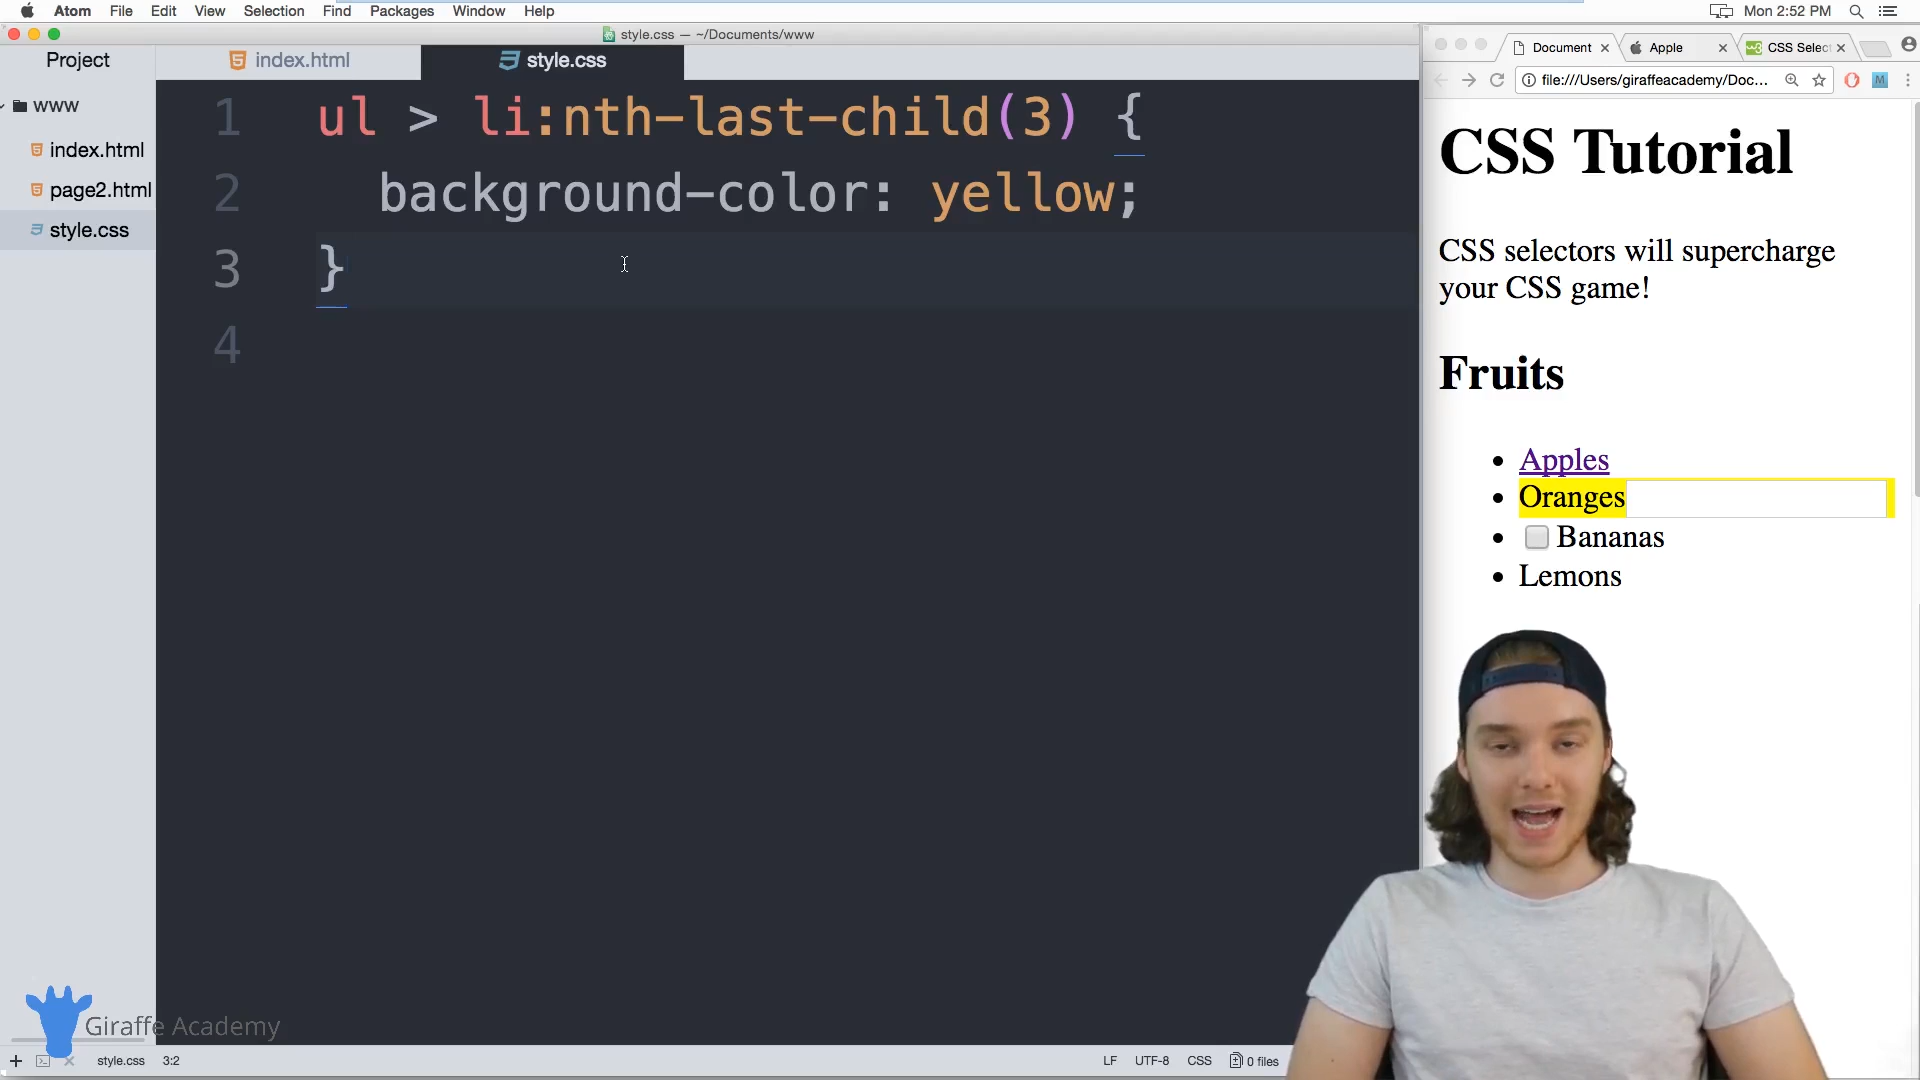 Atom File Edit View Selection Find Packages Window Help Mon 2:52 PM
style.css — ~/Documents/www
Project
index.html
style.css
www
index.html
page2.html
style.css
1 ul > li:nth-last-child(3) {
2 background-color: yellow;
3 }
4
Document Apple CSS Select
file:///Users/giraffeacademy/Doc...
M
CSS Tutorial
CSS selectors will supercharge
your CSS game!
Fruits
Apples
Oranges
Bananas
Lemons
Giraffe Academy
style.css 3:2 LF UTF-8 CSS 0 files